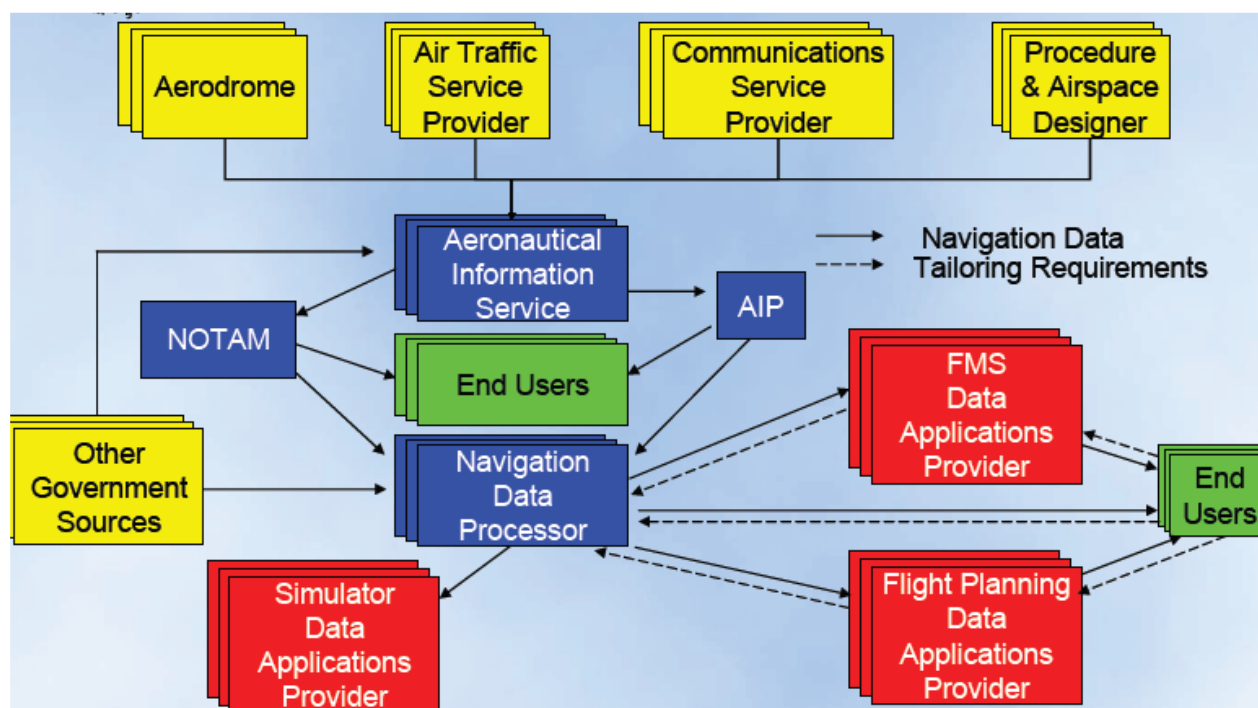 Aerodrome
Air Traffic
Service
Provider
Communications
Service
Provider
Procedure
& Airspace
Designer
Aeronautical
Information
Service
Navigation Data
Tailoring Requirements
NOTAM
AIP
End Users
FMS
Data
Applications
Provider
Other
Government
Sources
Navigation
Data
Processor
End
Users
Simulator
Data
Applications
Provider
Flight Planning
Data
Applications
Provider